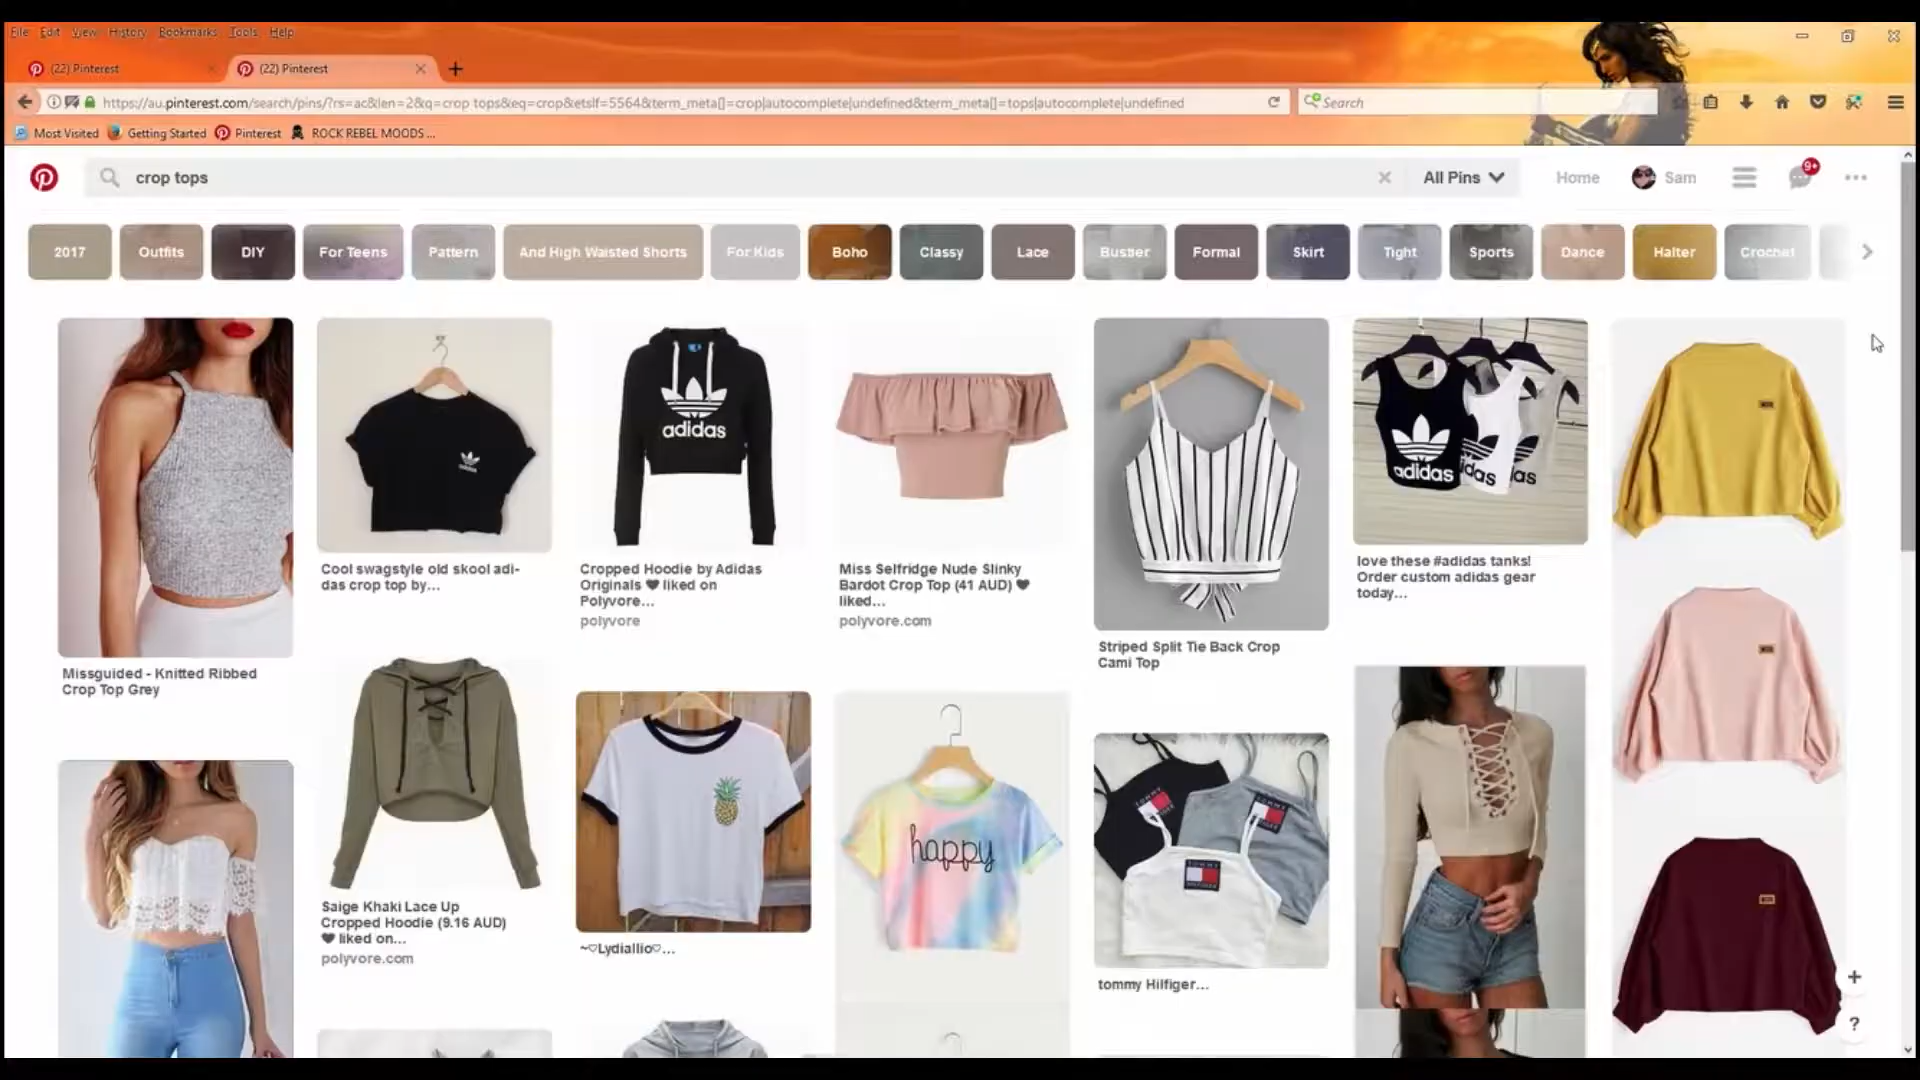 File Edit View History Bookmarks Tools Help
(22) Pinterest
(22) Pinterest
https://au.pinterest.com/search/pins/?rs=ac&len=2&q=crop tops&eq=crop&etslf=5564&term_meta[]=crop|autocomplete|undefined&term_meta[]=tops|autocomplete|undefined
Search
Most Visited Getting Started Pinterest ROCK REBEL MOODS ...
crop tops
All Pins
Home
Sam
9+
2017 Outfits DIY For Teens Pattern And High Waisted Shorts For Kids Boho Classy Lace Bustier Formal Skirt Tight Sports Dance Halter Crochet
adidas
adidas
adidas
das
as
Missguided - Knitted Ribbed
Crop Top Grey
Cool swagstyle old skool adi-
das crop top by...
Cropped Hoodie by Adidas
Originals ❤ liked on
Polyvore...
polyvore
Miss Selfridge Nude Slinky
Bardot Crop Top (41 AUD) ❤
liked...
polyvore.com
Striped Split Tie Back Crop
Cami Top
love these #adidas tanks!
Order custom adidas gear
today...
Saige Khaki Lace Up
Cropped Hoodie (9.16 AUD)
❤ liked on...
polyvore.com
~♡Lydiallio♡...
happy
TOMMY
HILFIGER
tommy Hilfiger...
+
?